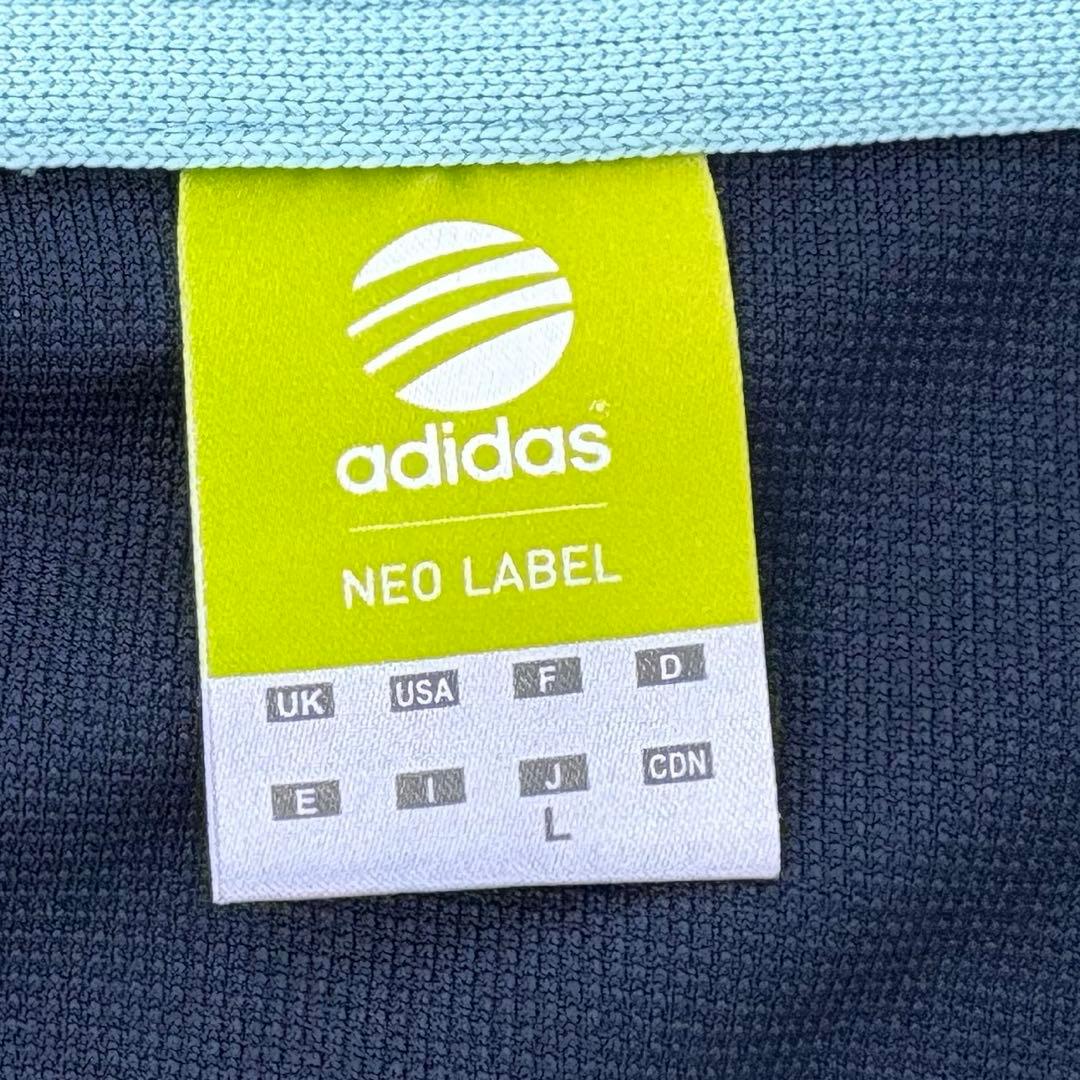 adidas
NEO LABEL
UK USA F D
E I J CDN
L